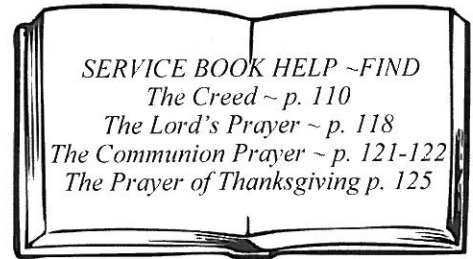 SERVICE BOOK HELP ~FIND
The Creed ~ p. 110
The Lord's Prayer ~ p. 118
The Communion Prayer ~ p. 121-122
The Prayer of Thanksgiving p. 125